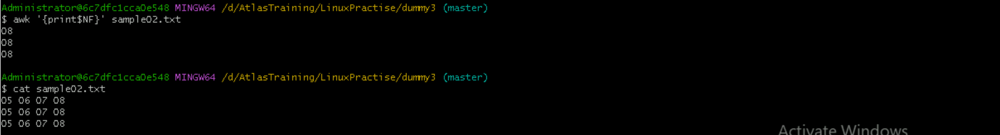 Administrator@6c7dfc1cca0e548 MINGW64 /d/AtlasTraining/LinuxPractise/dummy3 (master)
$ awk '{print$NF}' sample02.txt
08
08
08
Administrator@6c7dfc1cca0e548 MINGW64 /d/AtlasTraining/LinuxPractise/dummy3 (master)
$ cat sample02.txt
05 06 07 08
05 06 07 08
05 06 07 08
Activate Windows